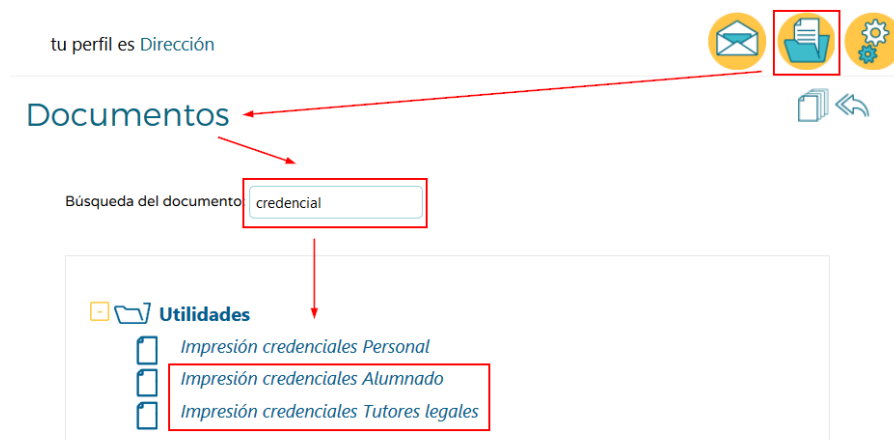 tu perfil es Dirección
Documentos
Búsqueda del documento:
credencial
Utilidades
Impresión credenciales Personal
Impresión credenciales Alumnado
Impresión credenciales Tutores legales